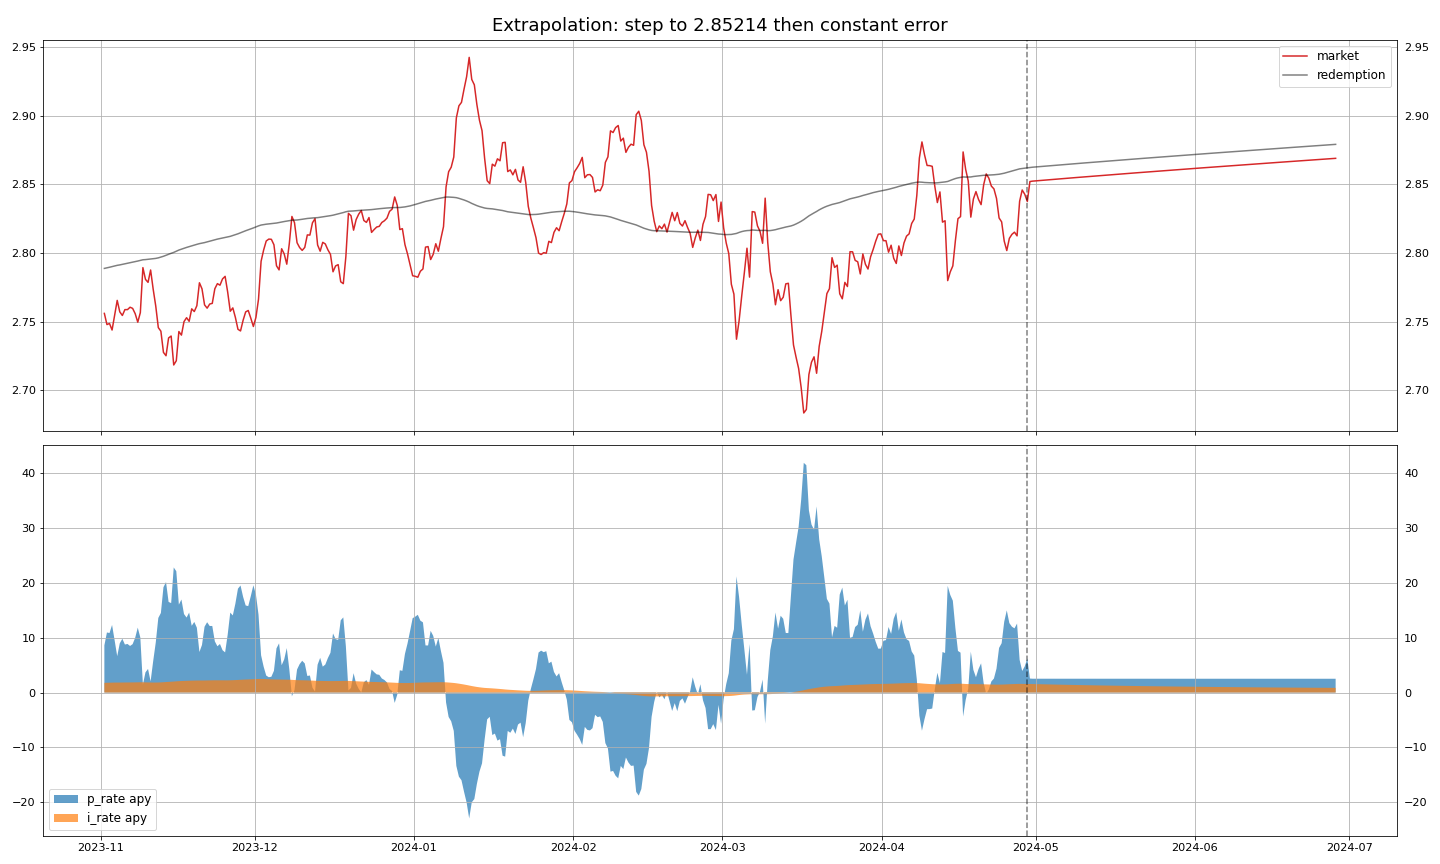 Extrapolation: step to 2.85214 then constant error
2.95 2.95
2.90 2.90
2.85 2.85
2.80 2.80
2.75 2.75
2.70 2.70
market
redemption
40 40
30 30
20 20
10 10
0 0
−10 −10
−20 −20
p_rate apy
i_rate apy
2023-11 2023-12 2024-01 2024-02 2024-03 2024-04 2024-05 2024-06 2024-07